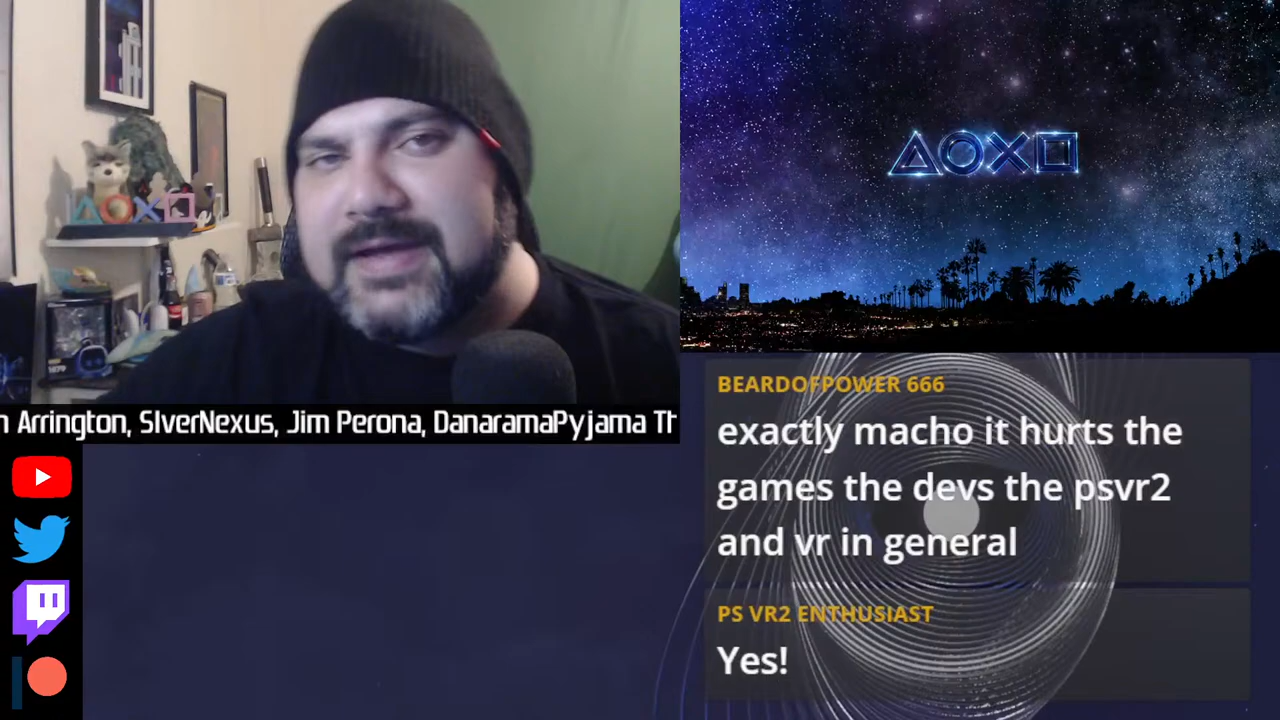 n Arrington, SlverNexus, Jim Perona, DanaramaPyjama Th
BEARDOFPOWER 666
exactly macho it hurts the
games the devs the psvr2
and vr in general
PS VR2 ENTHUSIAST
Yes!